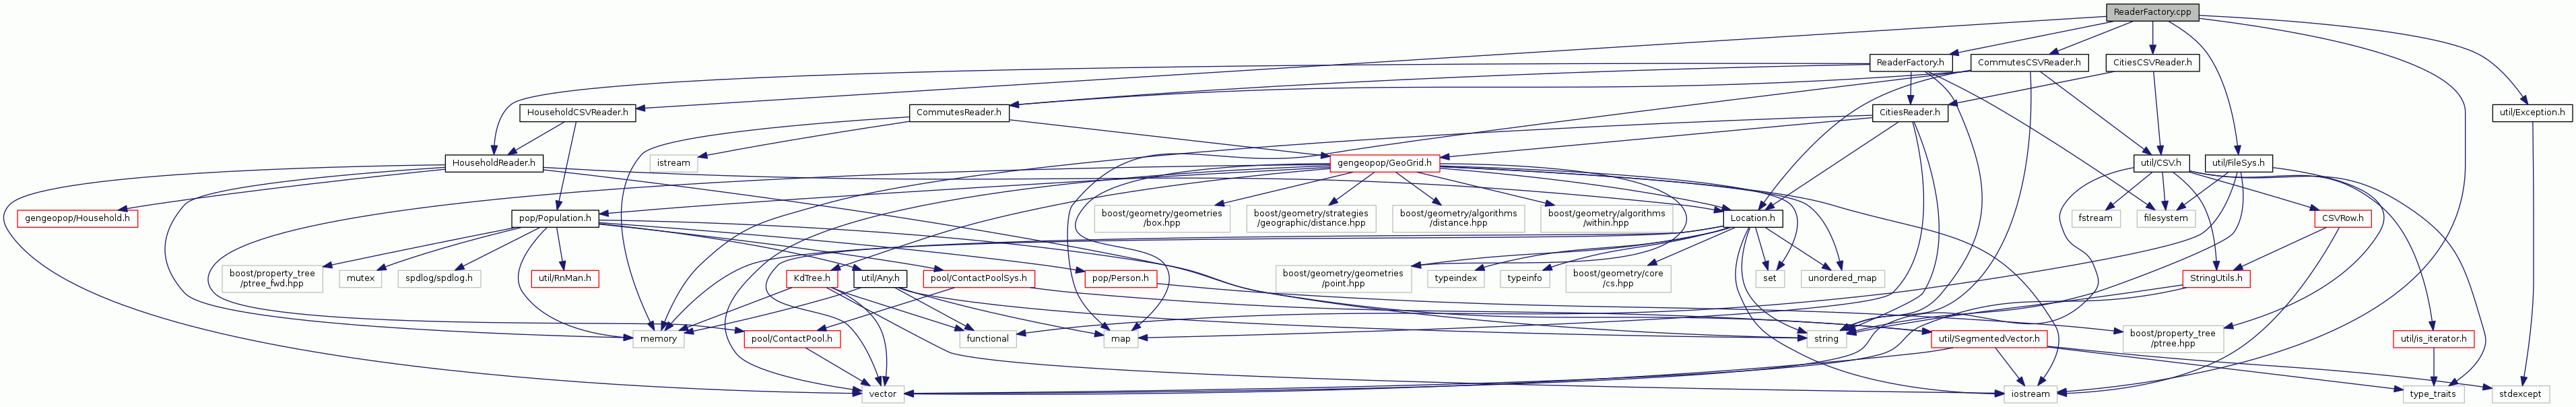 ReaderFactory.cpp
ReaderFactory.h
CommutesCSVReader.h
CitiesCSVReader.h
HouseholdCSVReader.h
CommutesReader.h
CitiesReader.h
util/Exception.h
HouseholdReader.h
istream
gengeopop/GeoGrid.h
util/CSV.h
util/FileSys.h
gengeopop/Household.h
pop/Population.h
boost/geometry/geometries
/box.hpp
boost/geometry/strategies
/geographic/distance.hpp
boost/geometry/algorithms
/distance.hpp
boost/geometry/algorithms
/within.hpp
Location.h
fstream
filesystem
CSVRow.h
boost/property_tree
/ptree_fwd.hpp
mutex
spdlog/spdlog.h
util/RnMan.h
KdTree.h
util/Any.h
pool/ContactPoolSys.h
pop/Person.h
boost/geometry/geometries
/point.hpp
typeindex
typeinfo
boost/geometry/core
/cs.hpp
set
unordered_map
StringUtils.h
memory
pool/ContactPool.h
functional
map
string
util/SegmentedVector.h
boost/property_tree
/ptree.hpp
util/is_iterator.h
vector
iostream
type_traits
stdexcept